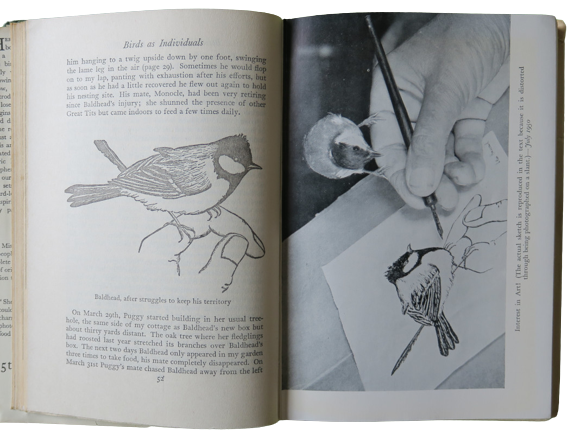 Birds as Individuals
him hanging to a twig upside down by one foot, swinging
the lame leg in the air (page 29). Sometimes he would flop
on to my lap, panting with exhaustion after his efforts, but
as soon as he had a little recovered he flew out again to hold
his nesting site. His mate, Monocle, had been very retiring
since Baldhead's injury; she shunned the presence of other
Great Tits but came indoors to feed a few times daily.
Baldhead, after struggles to keep his territory
On March 29th, Puggy started building in her usual tree-
hole, the same side of my cottage as Baldhead's new box but
about thirty yards distant. The oak tree where her fledglings
had roosted last year stretched its branches over Baldhead's
box. The next two days Baldhead only appeared in my garden
three times to take food, his mate completely disappeared. On
March 31st Puggy's mate chased Baldhead away from the left
Interest in Art! (The actual sketch is reproduced in the text because it is distorted
through being photographed on a slant.)—July 1950